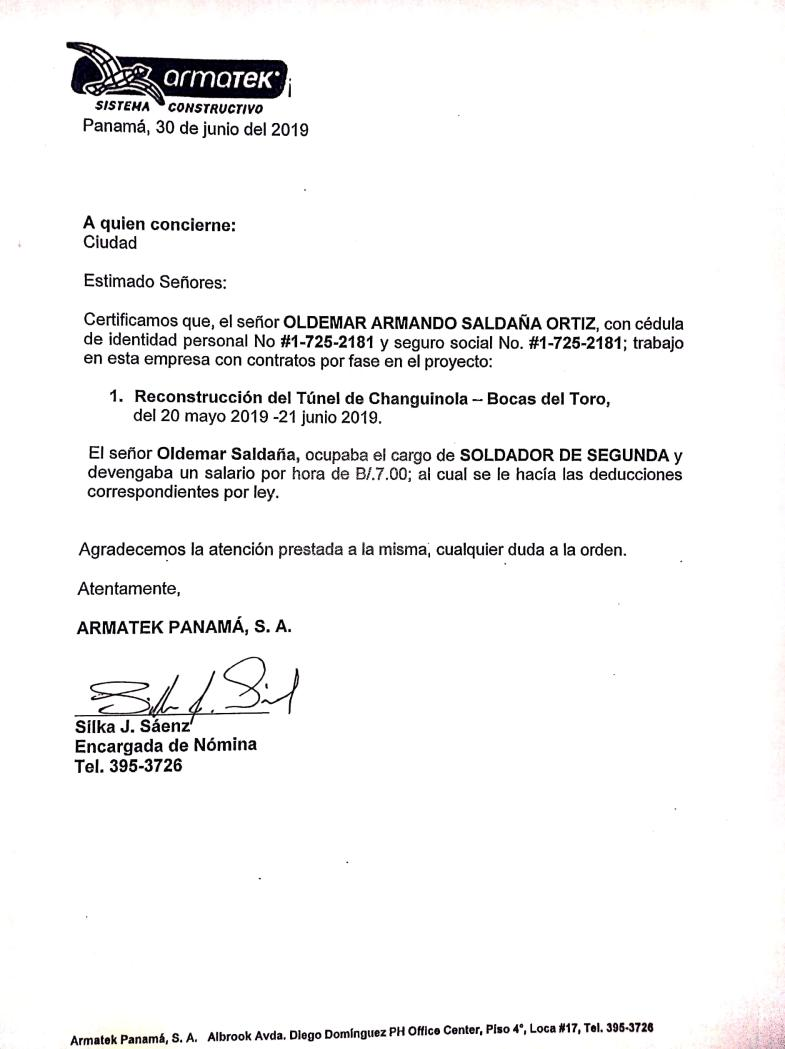 armaTEK
SISTEMA CONSTRUCTIVO
Panamá, 30 de junio del 2019
A quien concierne:
Ciudad
Estimado Señores:
Certificamos que, el señor OLDEMAR ARMANDO SALDAÑA ORTIZ, con cédula
de identidad personal No #1-725-2181 y seguro social No. #1-725-2181; trabajo
en esta empresa con contratos por fase en el proyecto:
1. Reconstrucción del Túnel de Changuinola – Bocas del Toro,
del 20 mayo 2019 -21 junio 2019.
El señor Oldemar Saldaña, ocupaba el cargo de SOLDADOR DE SEGUNDA y
devengaba un salario por hora de B/.7.00; al cual se le hacía las deducciones
correspondientes por ley.
Agradecemos la atención prestada a la misma, cualquier duda a la orden.
Atentamente,
ARMATEK PANAMÁ, S. A.
Silka J. Sáenz
Encargada de Nómina
Tel. 395-3726
Armatek Panamá, S. A. Albrook Avda. Diego Domínguez PH Office Center, Piso 4°, Loca #17, Tel. 395-3726